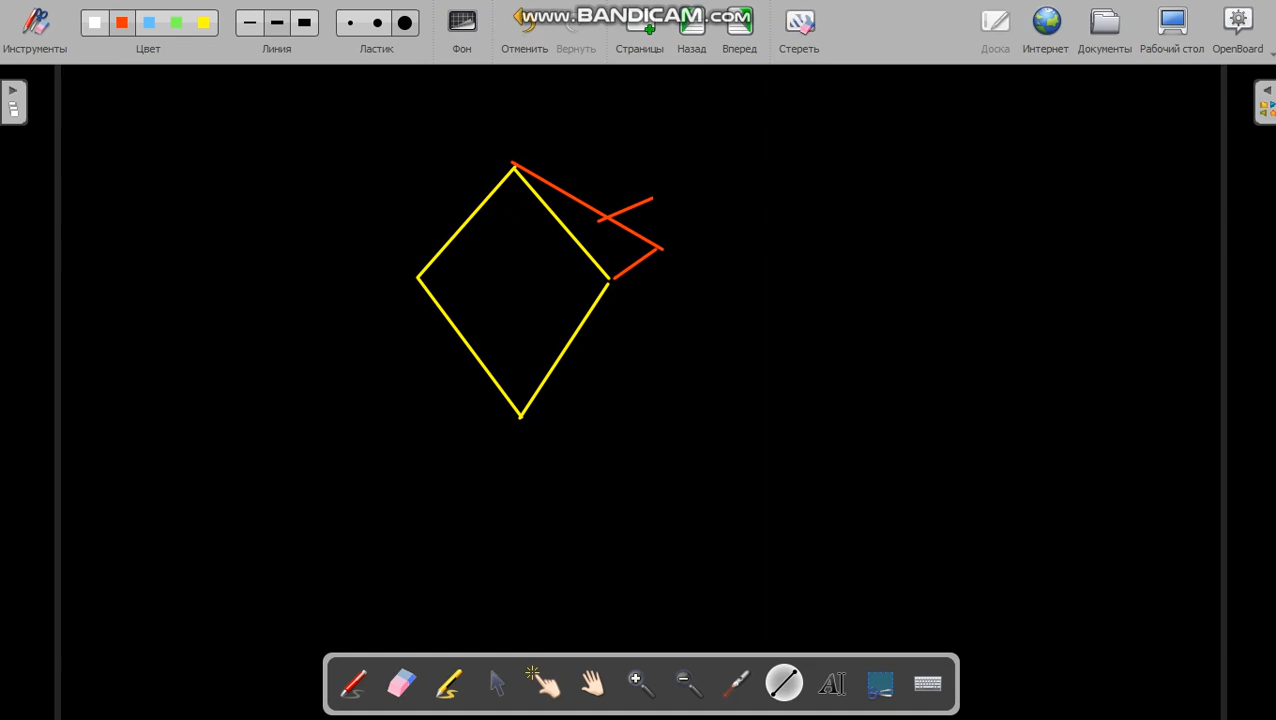 www.BANDICAM.com
Инструменты Цвет Линия Ластик Фон Отменить Вернуть Страницы Назад Вперед Стереть Доска Интернет Документы Рабочий стол OpenBoard
AI